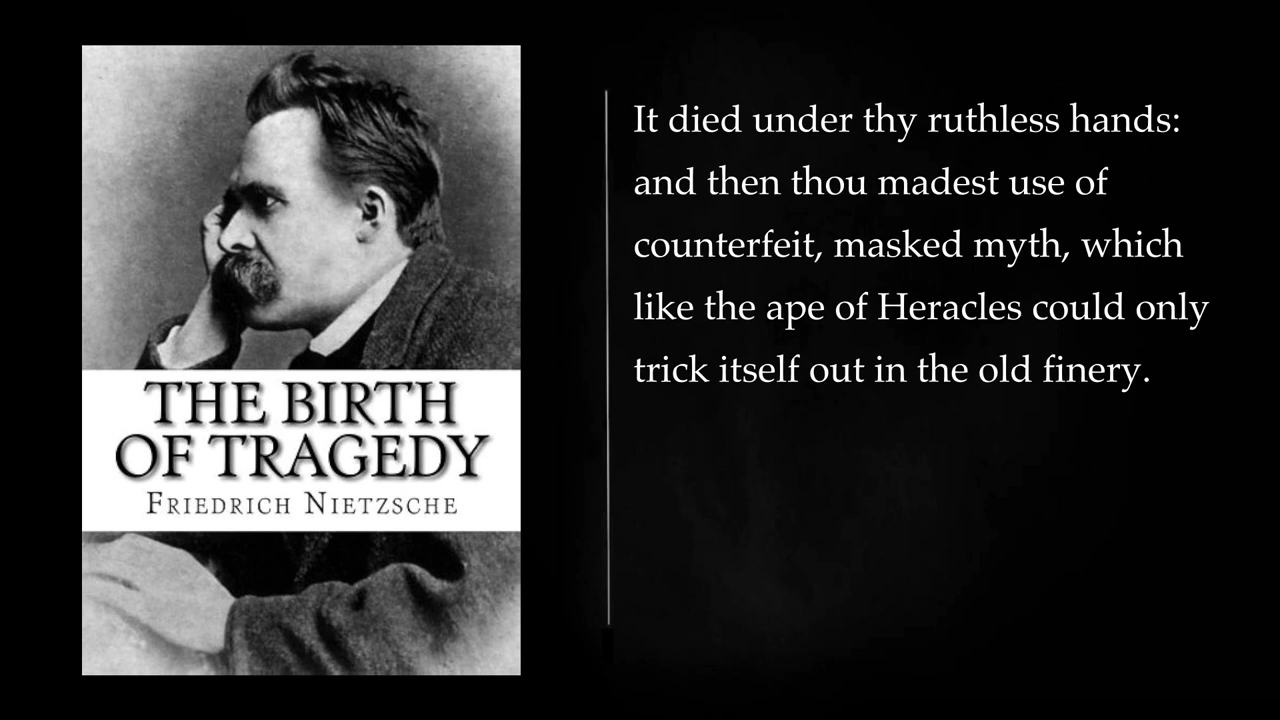 THE BIRTH
OF TRAGEDY
FRIEDRICH NIETZSCHE
It died under thy ruthless hands:
and then thou madest use of
counterfeit, masked myth, which
like the ape of Heracles could only
trick itself out in the old finery.